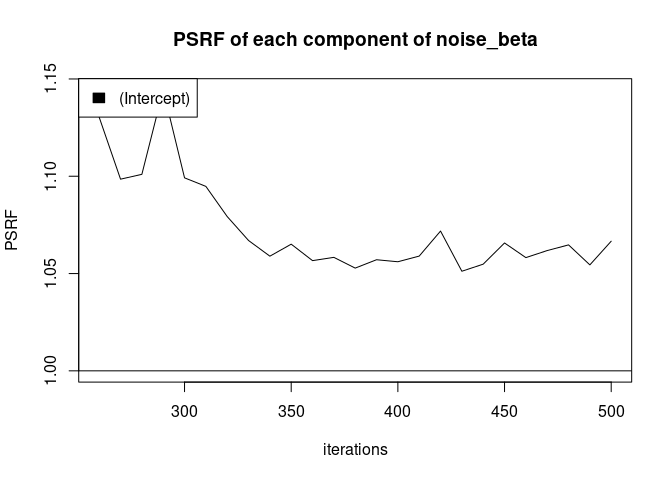 PSRF of each component of noise_beta
(Intercept)
1.15
1.10
1.05
1.00
PSRF
300
350
400
450
500
iterations